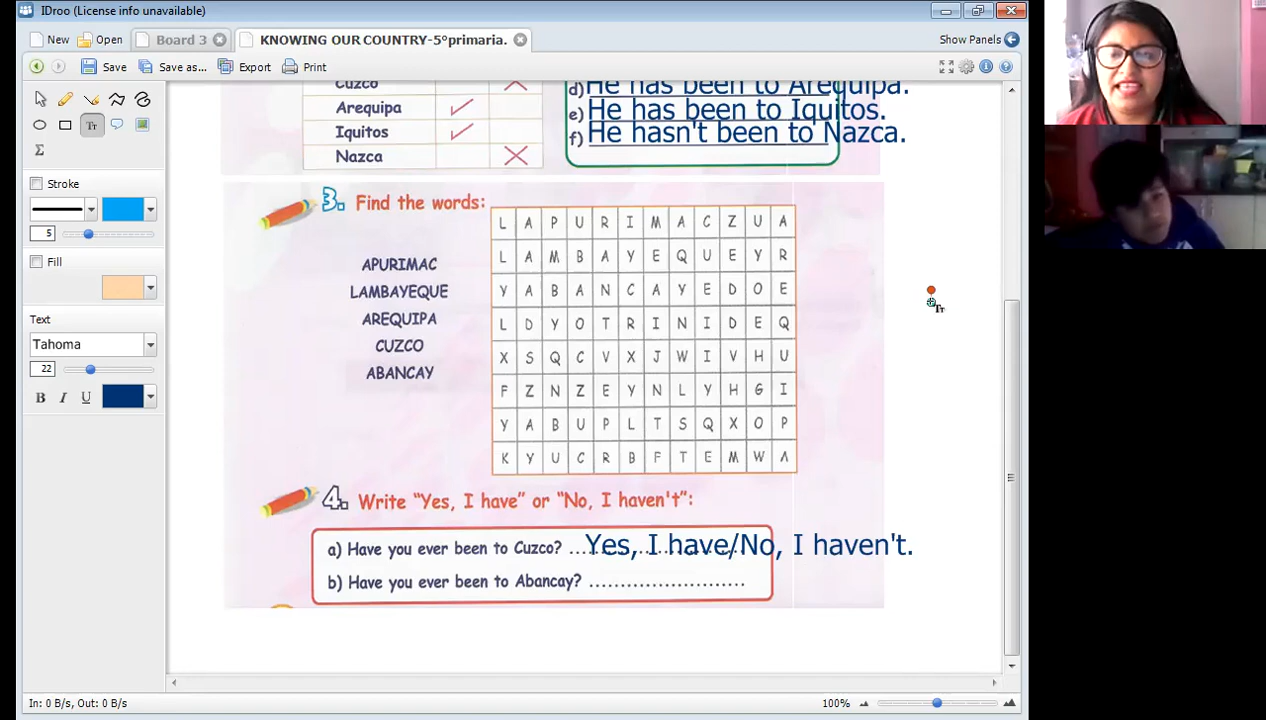 IDroo (License info unavailable)
New Open Board 3 KNOWING OUR COUNTRY-5ºprimaria. Show Panels
Save Save as... Export Print
Cuzco
Arequipa
Iquitos
Nazca
d) He has been to Arequipa.
e) He has been to Iquitos.
f) He hasn't been to Nazca.
Stroke
5
Fill
Text
Tahoma
22
B I U
3. Find the words:
APURIMAC
LAMBAYEQUE
AREQUIPA
CUZCO
ABANCAY
L A P U R I M A C Z U A
L A M B A Y E Q U E Y R
Y A B A N C A Y E D O E
L D Y O T R I N I D E Q
X S Q C V X J W I V H U
F Z N Z E Y N L Y H G I
Y A B U P L T S Q X O P
K Y U C R B F T E M W A
4. Write "Yes, I have" or "No, I haven't":
a) Have you ever been to Cuzco? ... Yes, I have/No, I haven't.
b) Have you ever been to Abancay? .........................
In: 0 B/s, Out: 0 B/s 100%